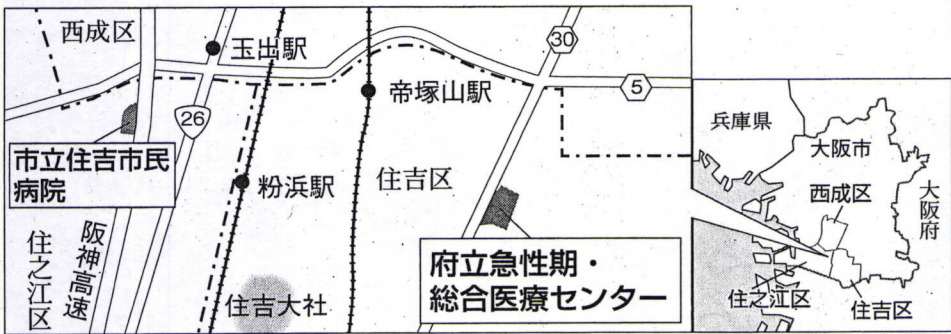 西成区
玉出駅
30
5
帝塚山駅
26
市立住吉市民
病院
粉浜駅
住吉区
住之江区
阪神高速
住吉大社
府立急性期・
総合医療センター
兵庫県
大阪市
西成区
大阪府
住之江区
住吉区